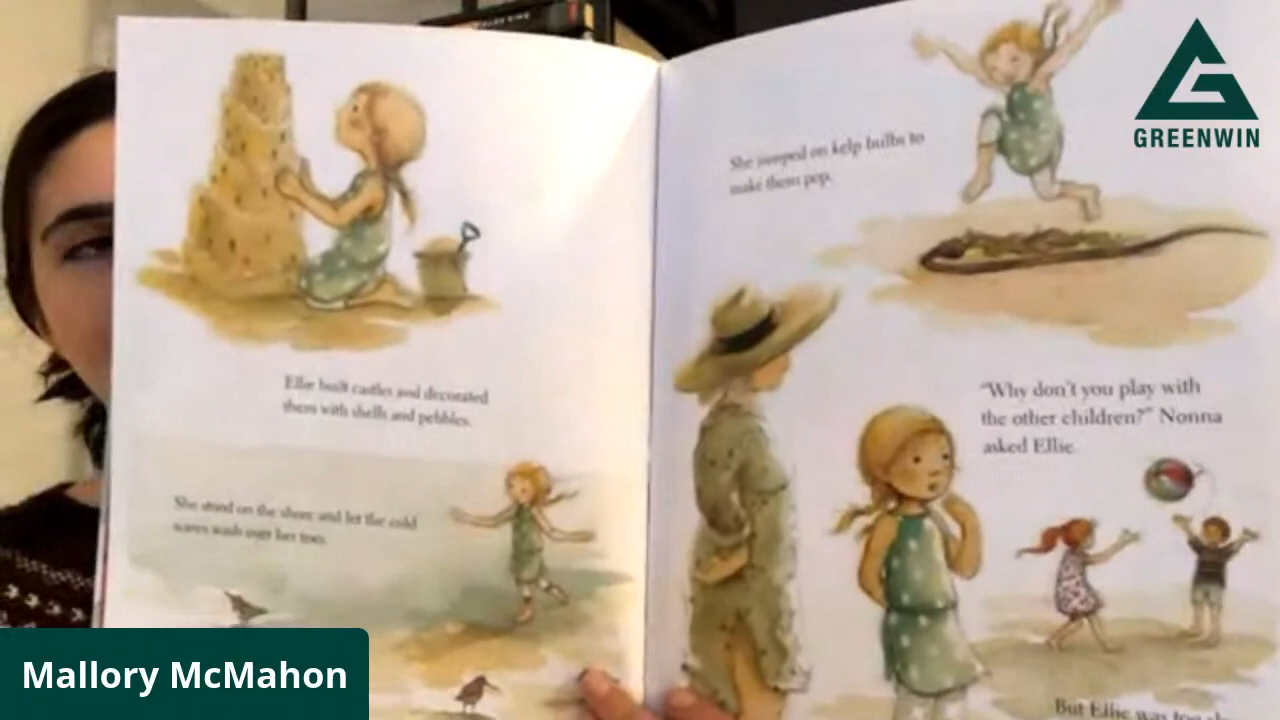 Ellie built castles and decorated
them with shells and pebbles.
She stood on the shore and let the cold
waves wash over her toes.
She jumped on kelp bulbs to
make them pop.
"Why don't you play with
the other children?" Nonna
asked Ellie.
But Ellie was
GREENWIN
Mallory McMahon